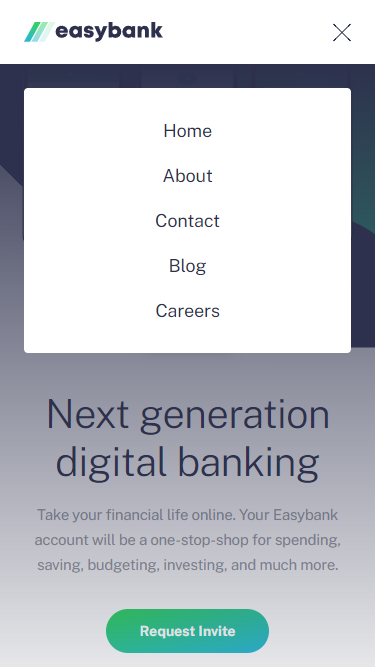 easybank
Home
About
Contact
Blog
Careers
Next generation
digital banking
Take your financial life online. Your Easybank
account will be a one-stop-shop for spending,
saving, budgeting, investing, and much more.
Request Invite